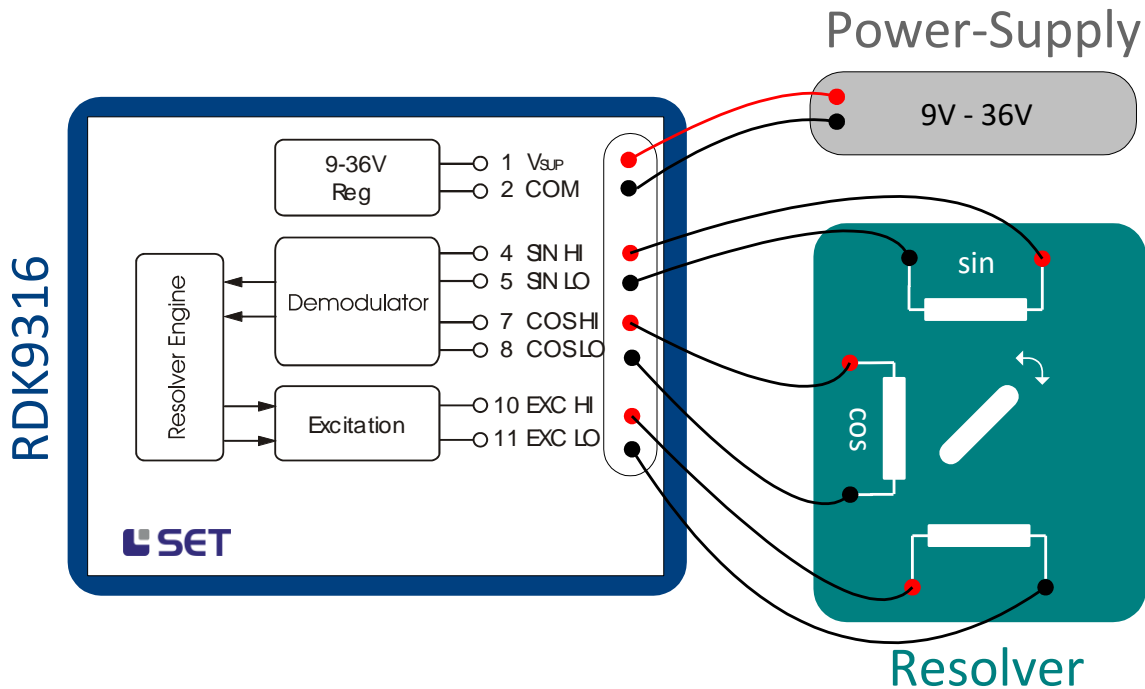 Power-Supply
9V - 36V
RDK9316
9-36V
Reg
1 VSUP
2 COM
4 SIN HI
5 SIN LO
7 COS HI
8 COS LO
10 EXC HI
11 EXC LO
Resolver Engine
Demodulator
Excitation
SET
sin
cos
Resolver